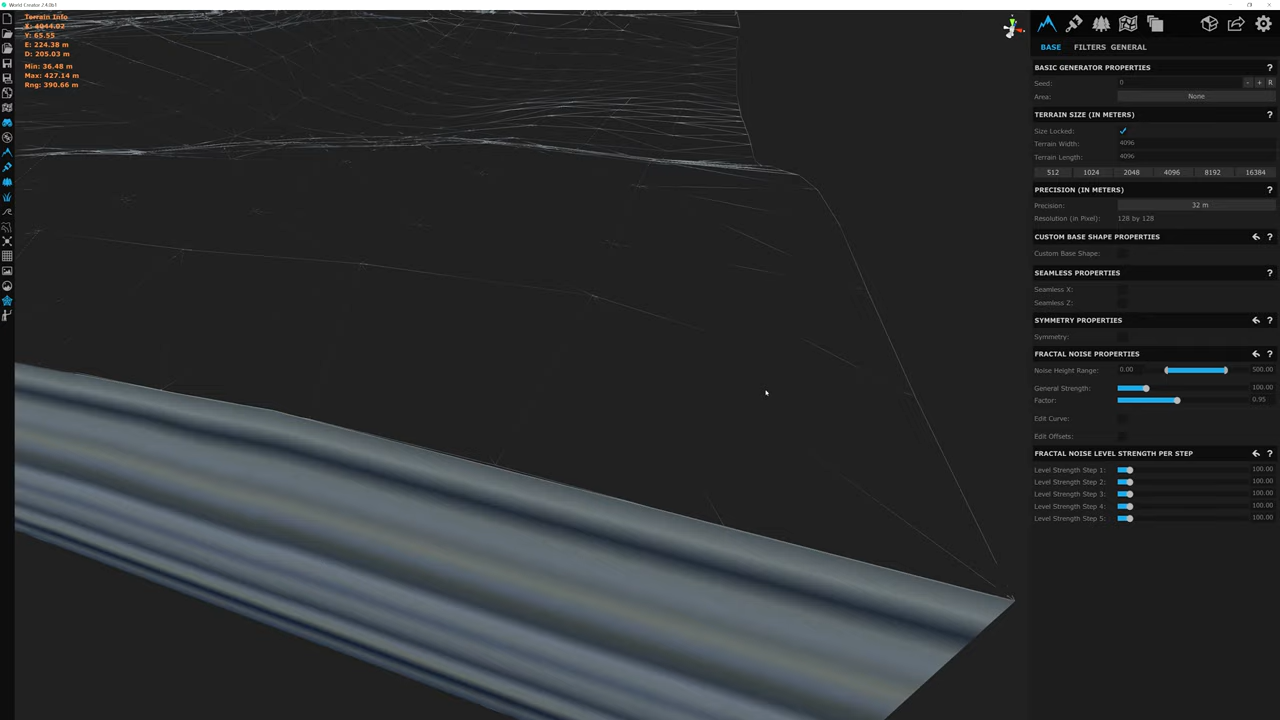 World Creator 2.4.0b1
Terrain Info
X: 4044.02
Y: 65.55
E: 224.38 m
D: 205.03 m
Min: 36.48 m
Max: 427.14 m
Rng: 390.66 m
BASE FILTERS GENERAL
BASIC GENERATOR PROPERTIES ?
Seed: 0 - + R
Area: None
TERRAIN SIZE (IN METERS) ?
Size Locked:
Terrain Width: 4096
Terrain Length: 4096
512 1024 2048 4096 8192 16384
PRECISION (IN METERS) ?
Precision: 32 m
Resolution (in Pixel): 128 by 128
CUSTOM BASE SHAPE PROPERTIES ?
Custom Base Shape:
SEAMLESS PROPERTIES ?
Seamless X:
Seamless Z:
SYMMETRY PROPERTIES ?
Symmetry:
FRACTAL NOISE PROPERTIES ?
Noise Height Range: 0.00 500.00
General Strength: 100.00
Factor: 0.95
Edit Curve:
Edit Offsets:
FRACTAL NOISE LEVEL STRENGTH PER STEP ?
Level Strength Step 1: 100.00
Level Strength Step 2: 100.00
Level Strength Step 3: 100.00
Level Strength Step 4: 100.00
Level Strength Step 5: 100.00